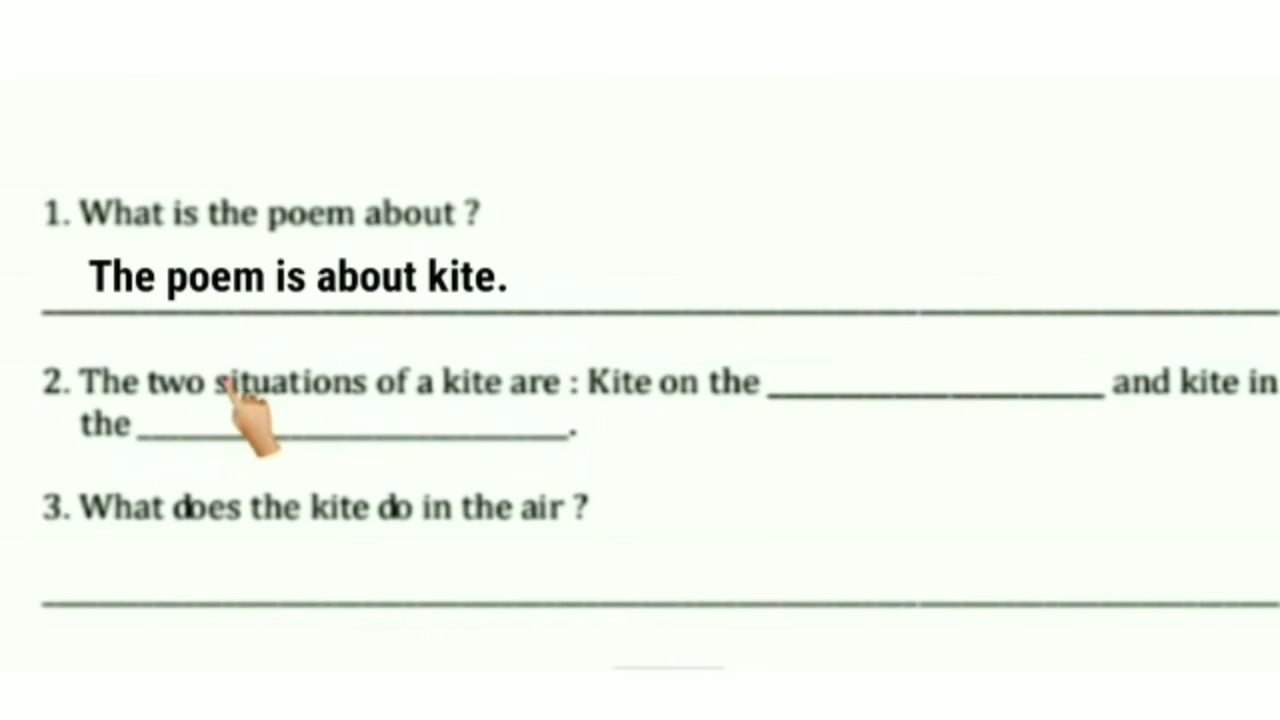 1. What is the poem about ?
The poem is about kite.
2. The two situations of a kite are : Kite on the ____________________ and kite in
the __________________________.
3. What does the kite do in the air ?